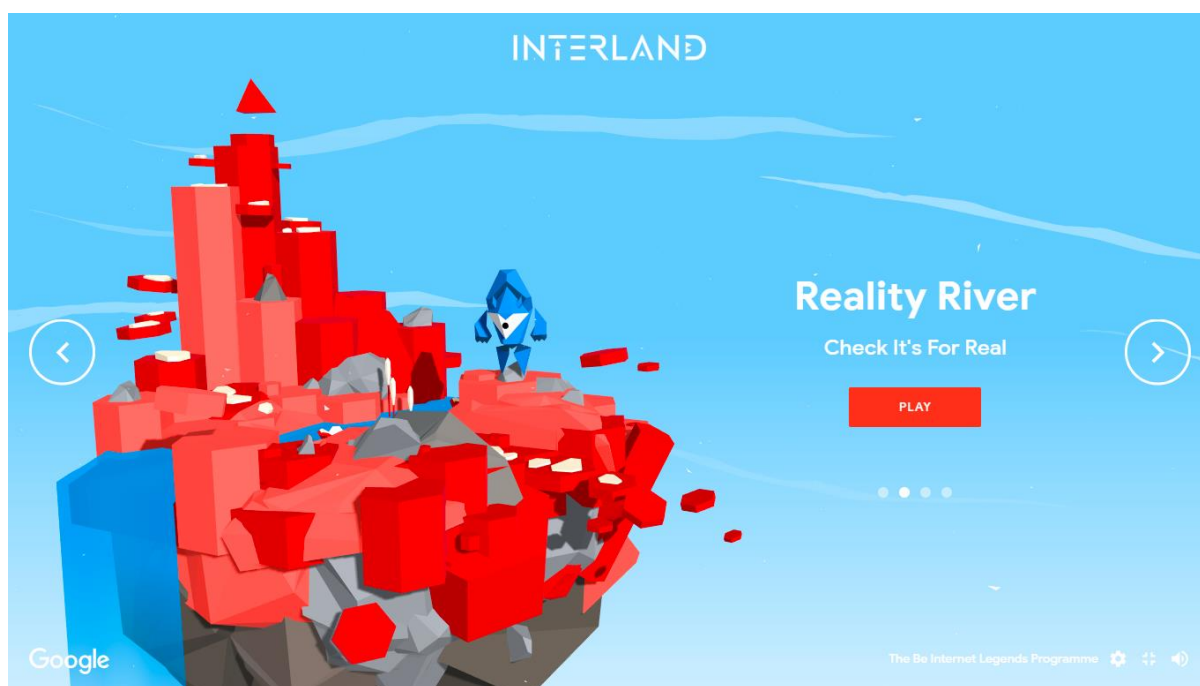 INTERLAND
Reality River
Check It's For Real
PLAY
Google
The Be Internet Legends Programme